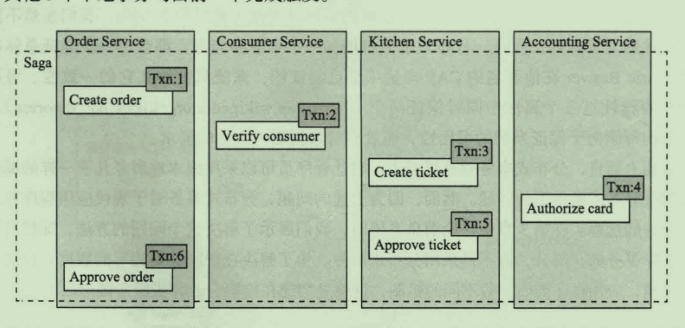 Order Service
Consumer Service
Kitchen Service
Accounting Service
Saga
Txn:1
Create order
Txn:2
Verify consumer
Txn:3
Create ticket
Txn:4
Authorize card
Txn:5
Approve ticket
Txn:6
Approve order